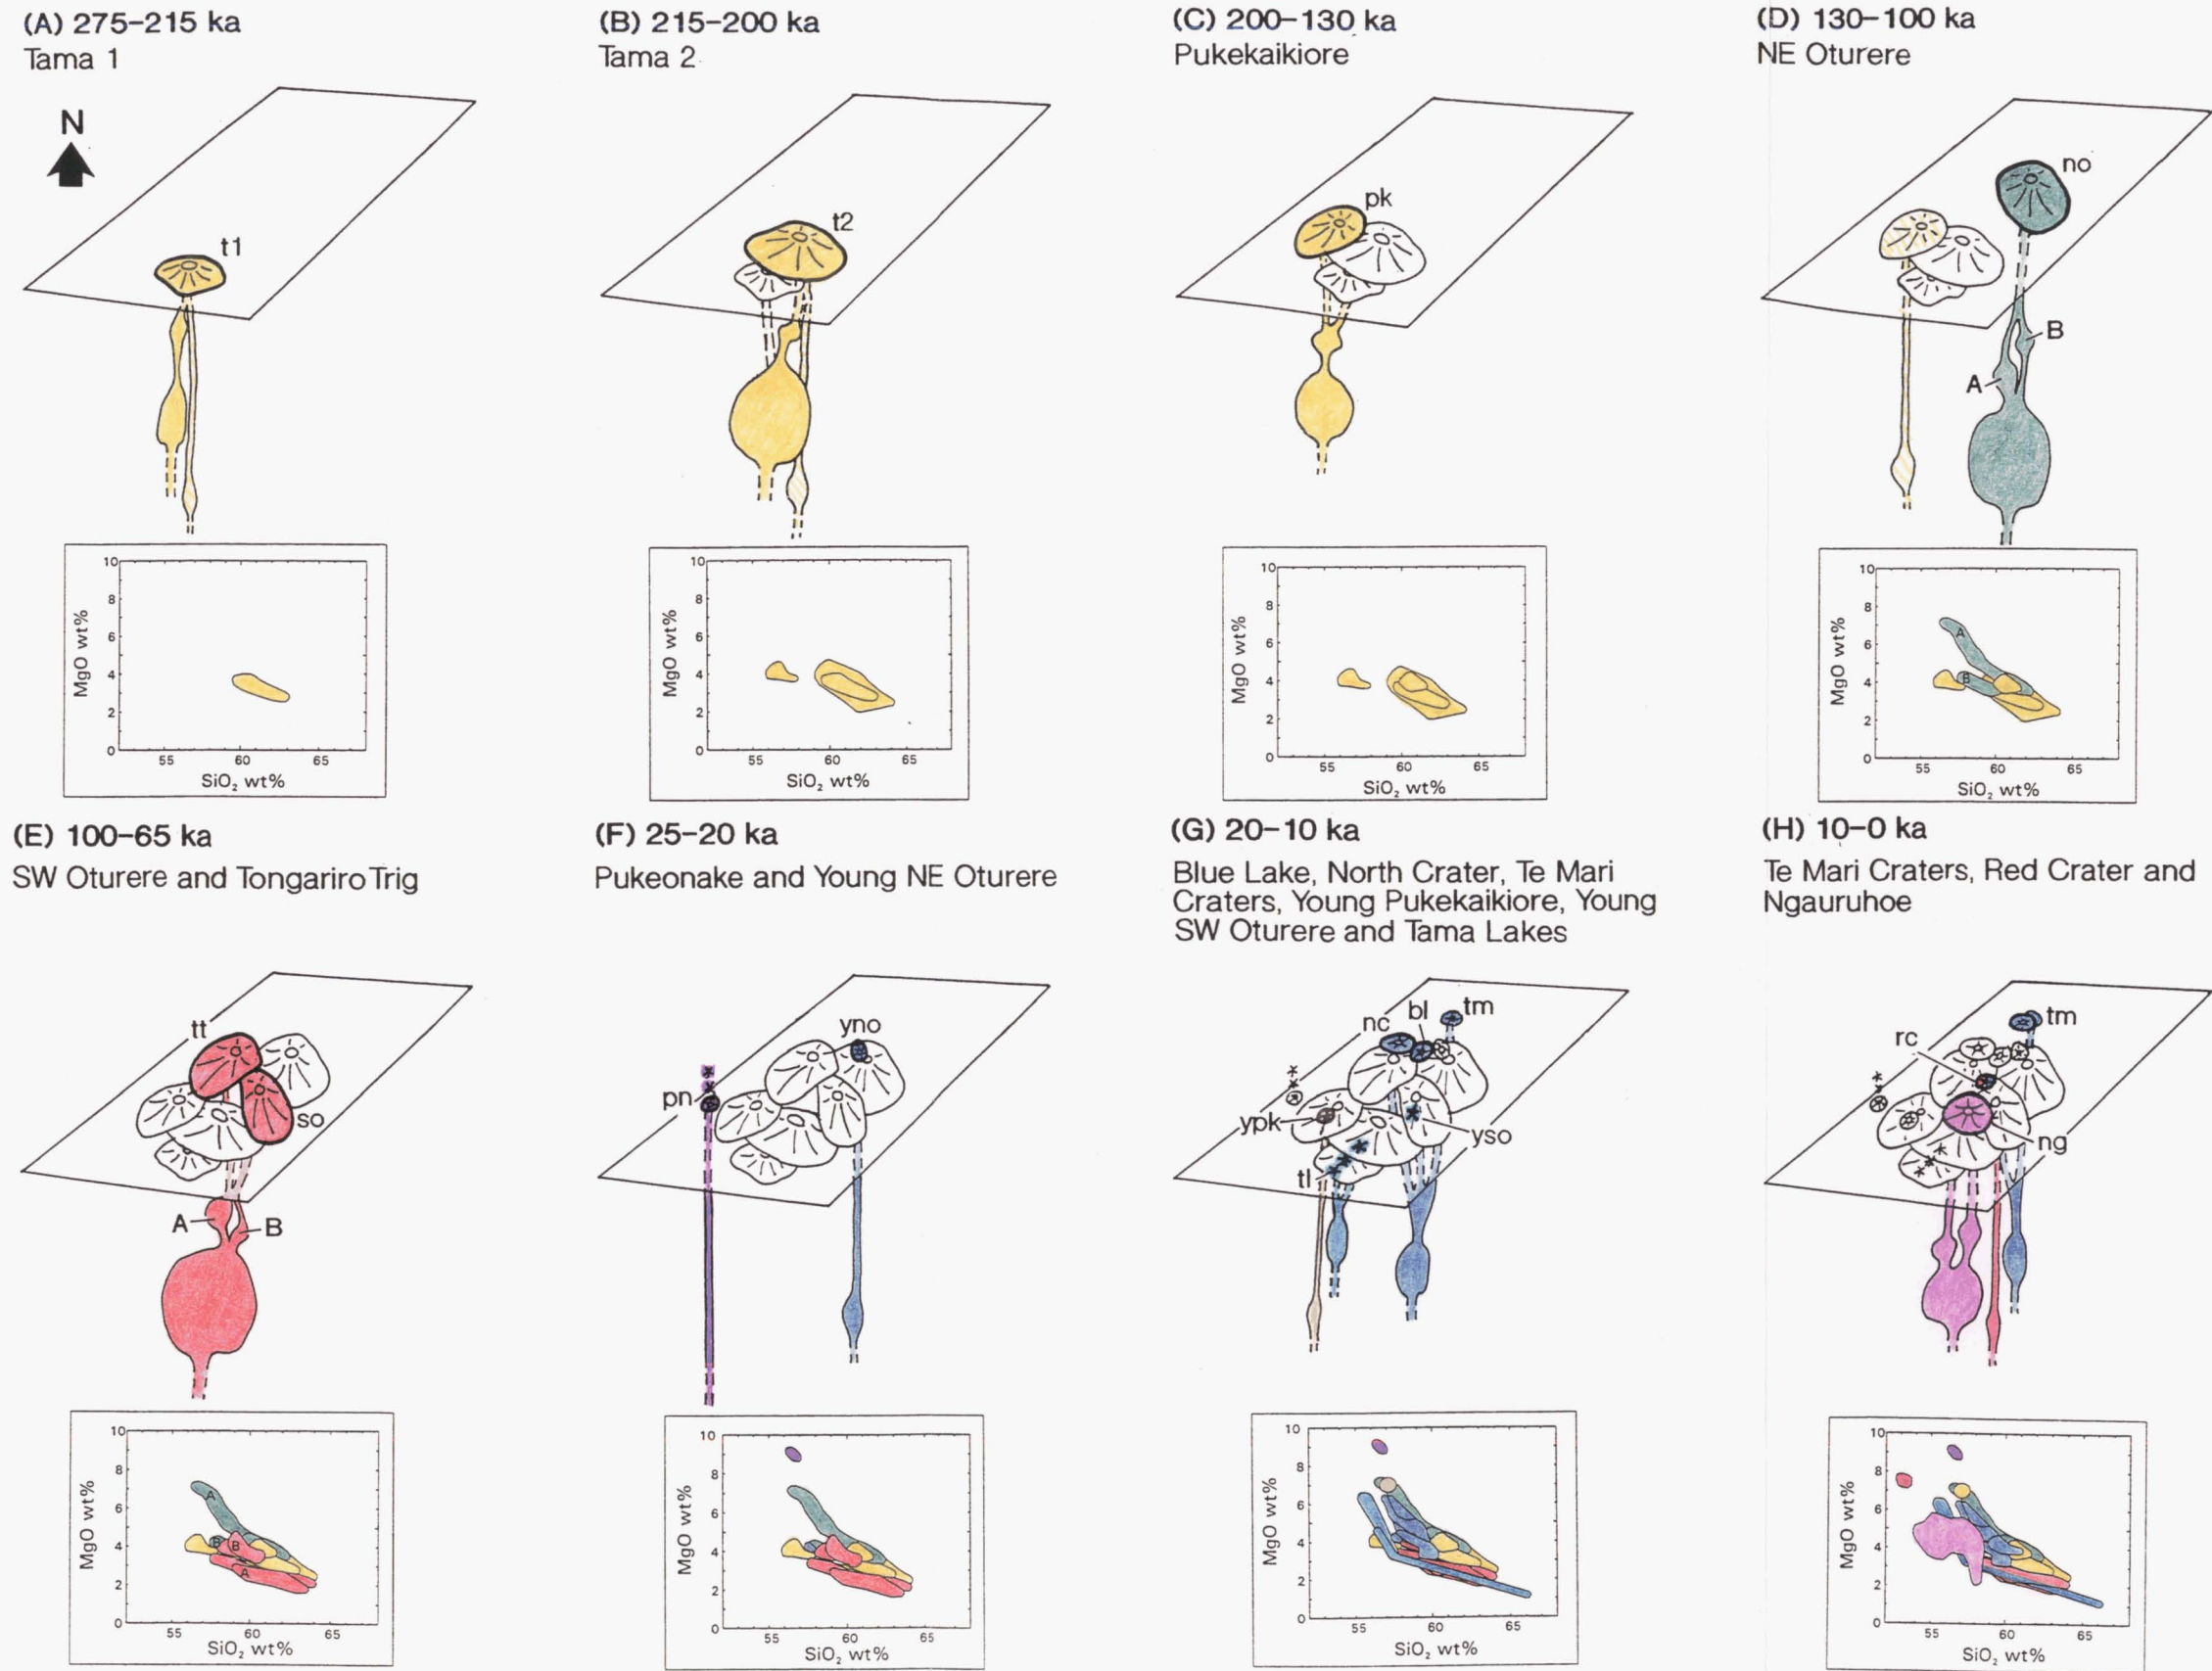 (A) 275–215 ka
Tama 1
N
t1
10
8
6
4
2
0
MgO wt%
55 60 65
SiO₂ wt%
(B) 215–200 ka
Tama 2
t2
10
8
6
4
2
0
MgO wt%
55 60 65
SiO₂ wt%
(C) 200–130 ka
Pukekaikiore
pk
10
8
6
4
2
0
MgO wt%
55 60 65
SiO₂ wt%
(D) 130–100 ka
NE Oturere
no
B
A
10
8
6
4
2
0
MgO wt%
A
B
55 60 65
SiO₂ wt%
(E) 100–65 ka
SW Oturere and Tongariro Trig
tt
so
A
B
10
8
6
4
2
0
MgO wt%
A
B
B
A
55 60 65
SiO₂ wt%
(F) 25–20 ka
Pukeonake and Young NE Oturere
yno
pn
10
8
6
4
2
0
MgO wt%
55 60 65
SiO₂ wt%
(G) 20–10 ka
Blue Lake, North Crater, Te Mari
Craters, Young Pukekaikiore, Young
SW Oturere and Tama Lakes
nc
bl
tm
ypk
yso
tl
10
8
6
4
2
0
MgO wt%
55 60 65
SiO₂ wt%
(H) 10–0 ka
Te Mari Craters, Red Crater and
Ngauruhoe
tm
rc
ng
10
8
6
4
2
0
MgO wt%
55 60 65
SiO₂ wt%